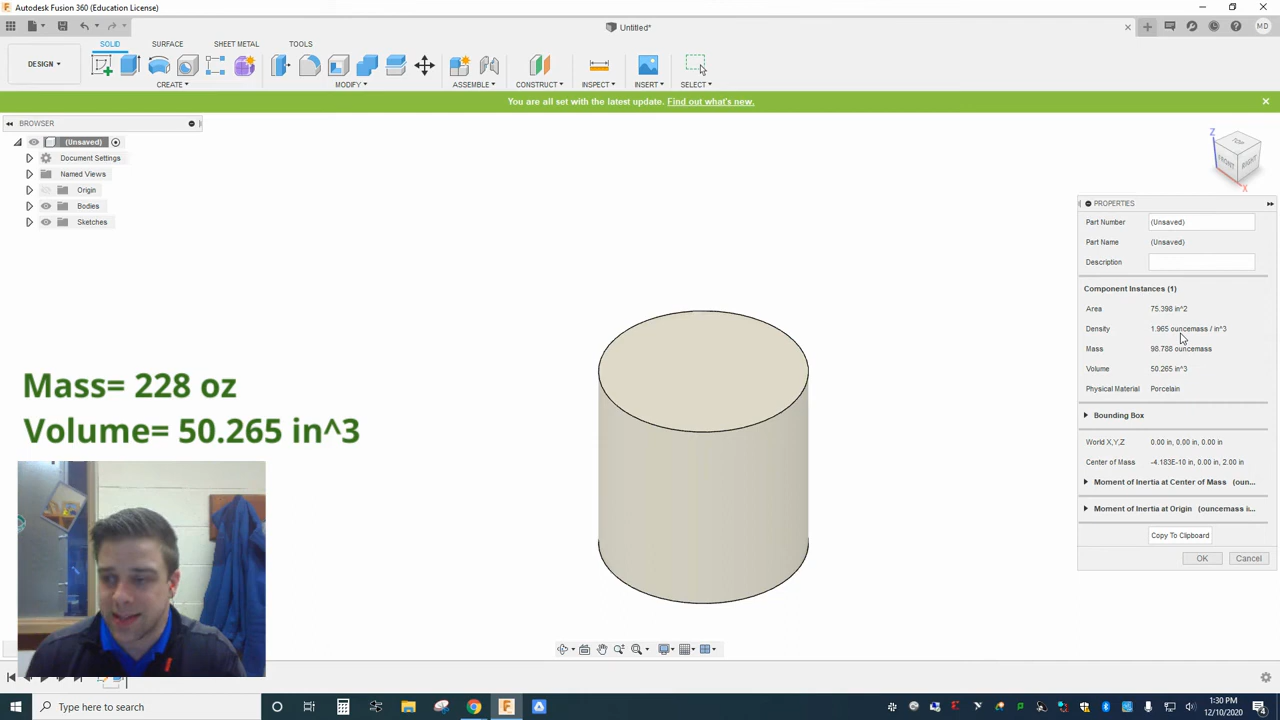 Autodesk Fusion 360 (Education License)
Untitled*
MD
DESIGN
SOLID
SURFACE
SHEET METAL
TOOLS
CREATE
MODIFY
ASSEMBLE
CONSTRUCT
INSPECT
INSERT
SELECT
You are all set with the latest update. Find out what's new.
BROWSER
(Unsaved)
Document Settings
Named Views
Origin
Bodies
Sketches
Z
TOP
FRONT
RIGHT
X
PROPERTIES
Part Number (Unsaved)
Part Name (Unsaved)
Description
Component Instances (1)
Area 75.398 in^2
Density 1.965 ouncemass / in^3
Mass 98.788 ouncemass
Volume 50.265 in^3
Physical Material Porcelain
Bounding Box
World X,Y,Z 0.00 in, 0.00 in, 0.00 in
Center of Mass -4.183E-10 in, 0.00 in, 2.00 in
Moment of Inertia at Center of Mass (oun...
Moment of Inertia at Origin (ouncemass i...
Copy To Clipboard
OK Cancel
Mass= 228 oz
Volume= 50.265 in^3
Type here to search
1:30 PM
12/10/2020